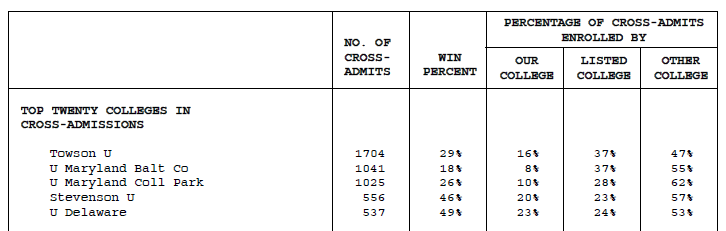 PERCENTAGE OF CROSS-ADMITS
ENROLLED BY
NO. OF
CROSS-
ADMITS
WIN
PERCENT
OUR
COLLEGE
LISTED
COLLEGE
OTHER
COLLEGE
TOP TWENTY COLLEGES IN
CROSS-ADMISSIONS
Towson U 1704 29% 16% 37% 47%
U Maryland Balt Co 1041 18% 8% 37% 55%
U Maryland Coll Park 1025 26% 10% 28% 62%
Stevenson U 556 46% 20% 23% 57%
U Delaware 537 49% 23% 24% 53%